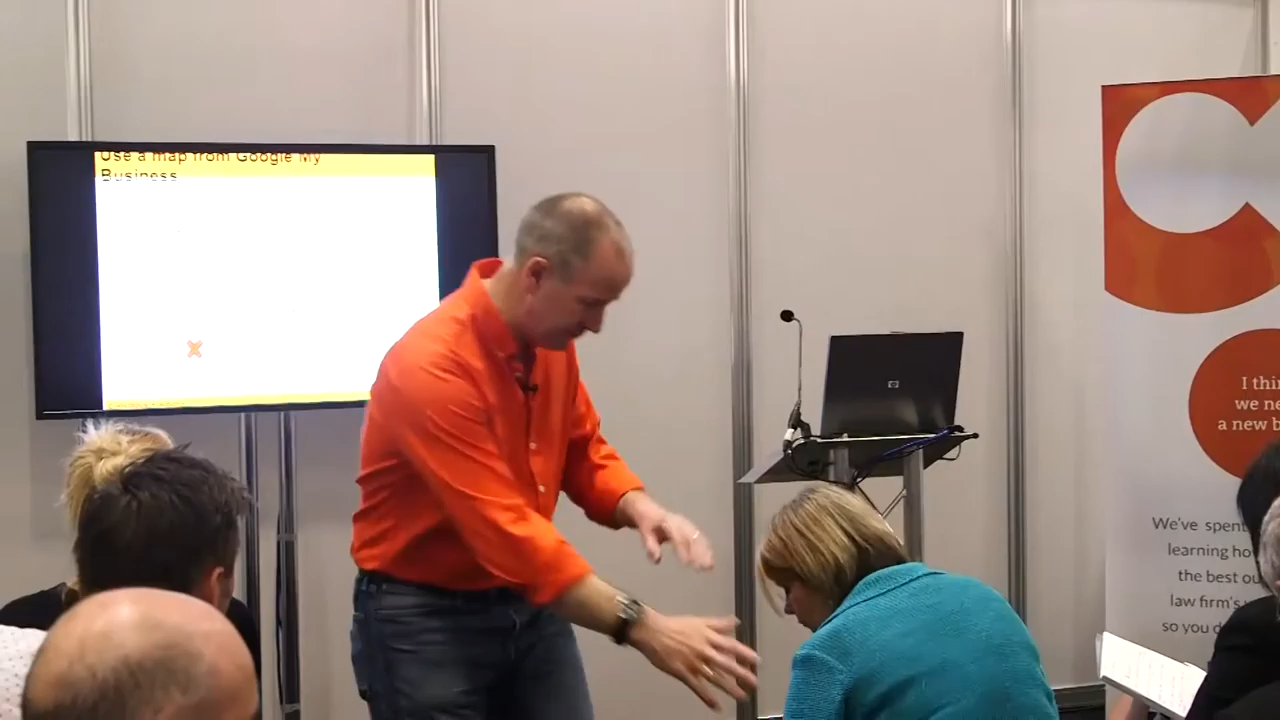 Use a map from Google My
Business
hp
I thi
we ne
a new b
We've spent
learning ho
the best ou
law firm's
so you d